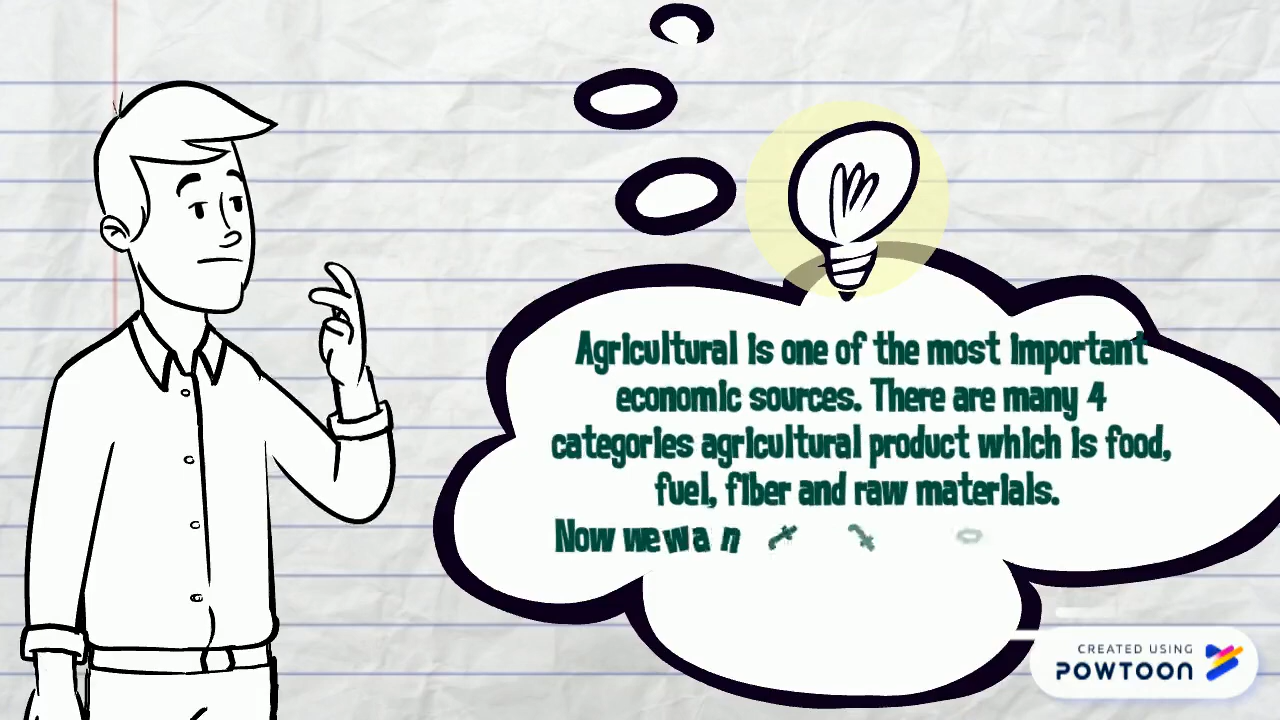 Agricultural is one of the most important
economic sources. There are many 4
categories agricultural product which is food,
fuel, fiber and raw materials.
Now we wa n t t o
CREATED USING
POWTOON